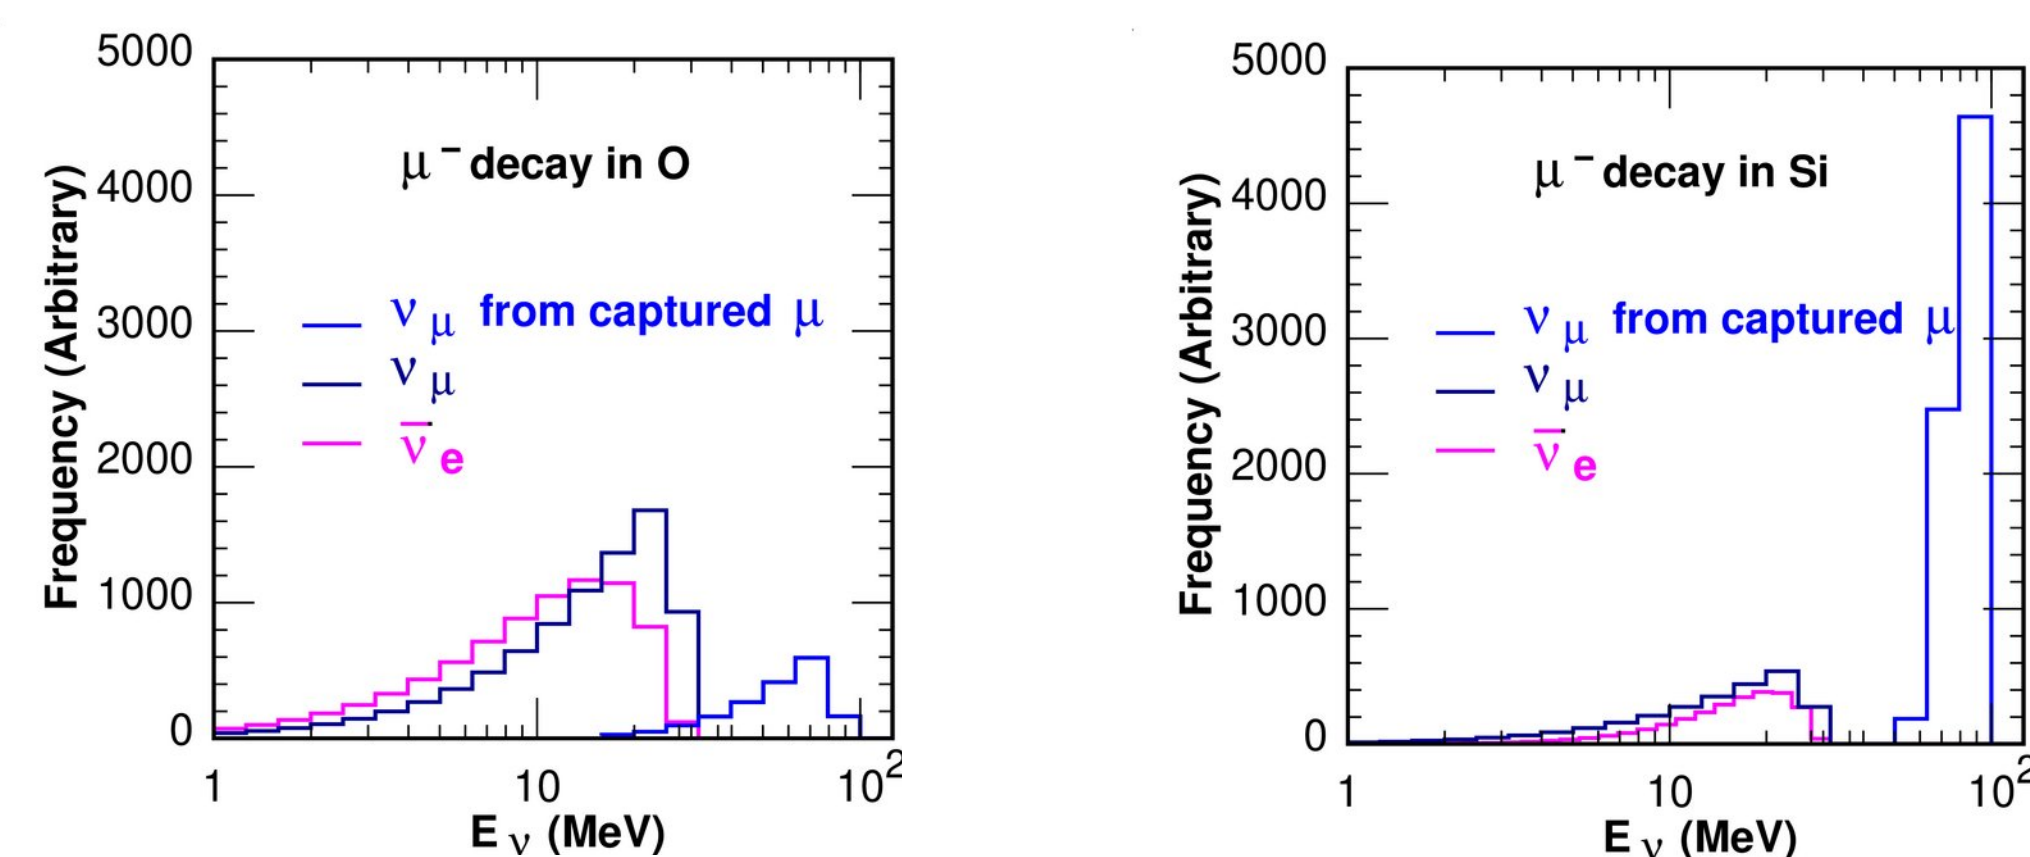 5000
4000
3000
2000
1000
0
Frequency (Arbitrary)
μ⁻ decay in O
ν μ from captured μ
ν μ
ν̅ e
1
10
10²
E ν (MeV)
5000
4000
3000
2000
1000
0
Frequency (Arbitrary)
μ⁻ decay in Si
ν μ from captured μ
ν μ
ν̅ e
1
10
10²
E ν (MeV)